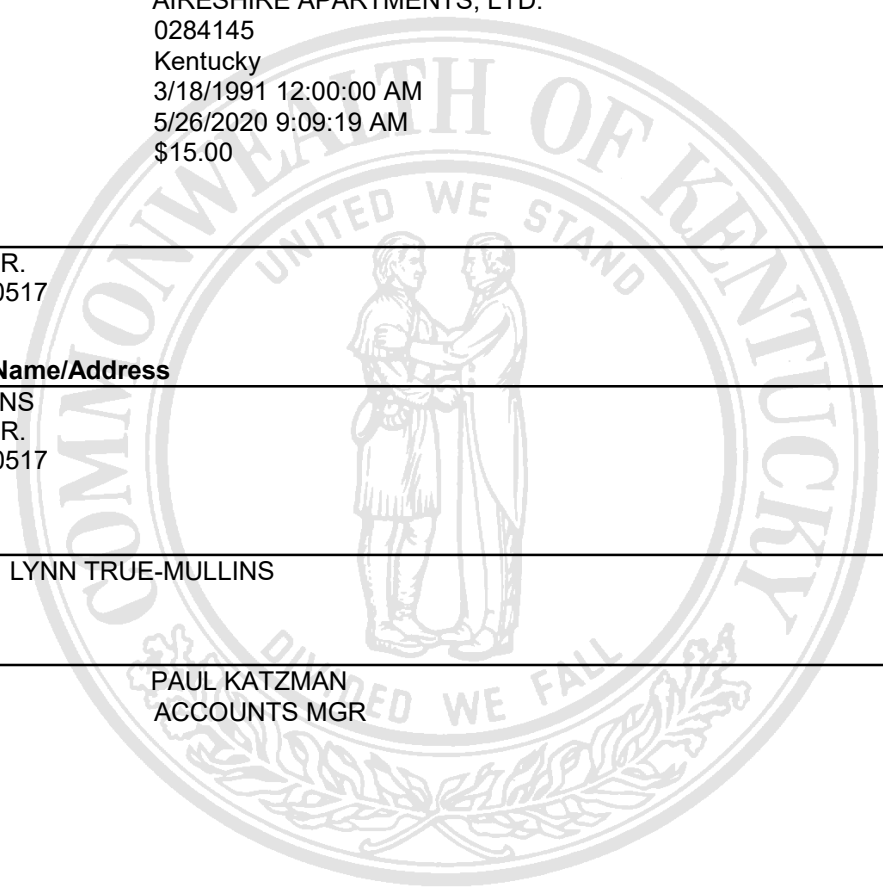 AIRESHIRE APARTMENTS, LTD.
0284145
Kentucky
3/18/1991 12:00:00 AM
5/26/2020 9:09:19 AM
$15.00
R.
0517
Name/Address
NS
R.
0517
LYNN TRUE-MULLINS
PAUL KATZMAN
ACCOUNTS MGR
COMMONWEALTH OF KENTUCKY
UNITED WE STAND
DIVIDED WE FALL